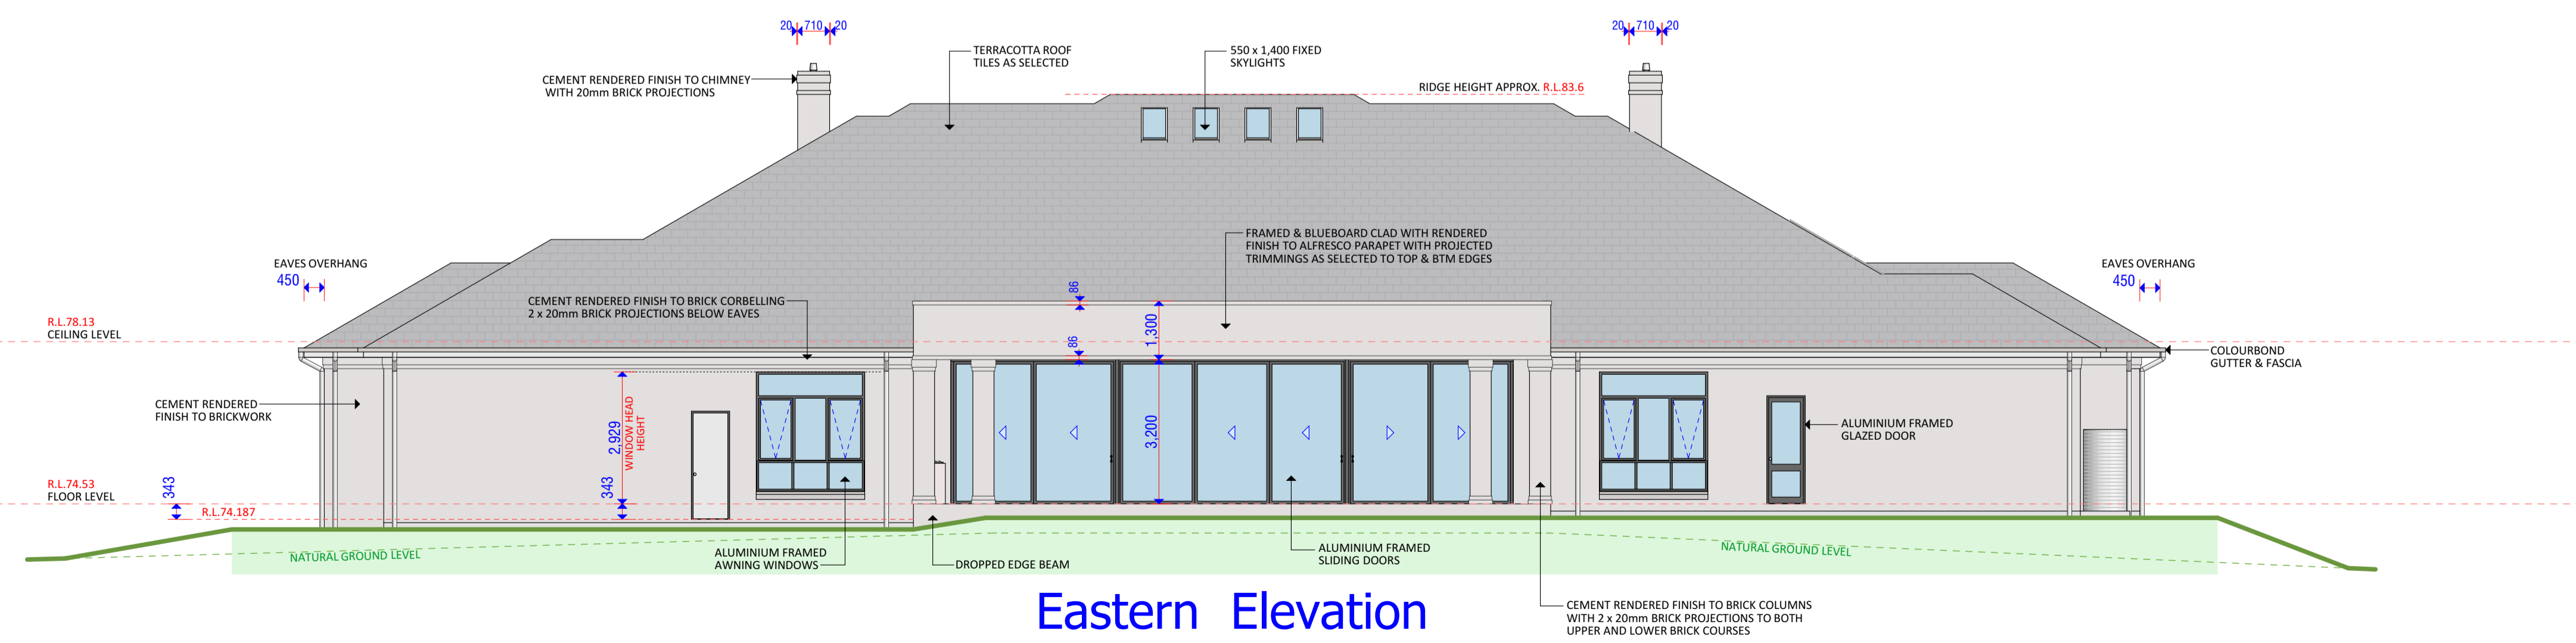 20 710 20
20 710 20
TERRACOTTA ROOF
TILES AS SELECTED
550 x 1,400 FIXED
SKYLIGHTS
CEMENT RENDERED FINISH TO CHIMNEY
WITH 20mm BRICK PROJECTIONS
RIDGE HEIGHT APPROX. R.L.83.6
FRAMED & BLUEBOARD CLAD WITH RENDERED
FINISH TO ALFRESCO PARAPET WITH PROJECTED
TRIMMINGS AS SELECTED TO TOP & BTM EDGES
EAVES OVERHANG
450
EAVES OVERHANG
450
CEMENT RENDERED FINISH TO BRICK CORBELLING
2 x 20mm BRICK PROJECTIONS BELOW EAVES
86
1,300
86
R.L.78.13
CEILING LEVEL
COLOURBOND
GUTTER & FASCIA
CEMENT RENDERED
FINISH TO BRICKWORK
2,929
WINDOW HEAD
HEIGHT
3,200
ALUMINIUM FRAMED
GLAZED DOOR
R.L.74.53
FLOOR LEVEL
343
343
R.L.74.187
NATURAL GROUND LEVEL
ALUMINIUM FRAMED
AWNING WINDOWS
DROPPED EDGE BEAM
ALUMINIUM FRAMED
SLIDING DOORS
NATURAL GROUND LEVEL
Eastern Elevation
CEMENT RENDERED FINISH TO BRICK COLUMNS
WITH 2 x 20mm BRICK PROJECTIONS TO BOTH
UPPER AND LOWER BRICK COURSES